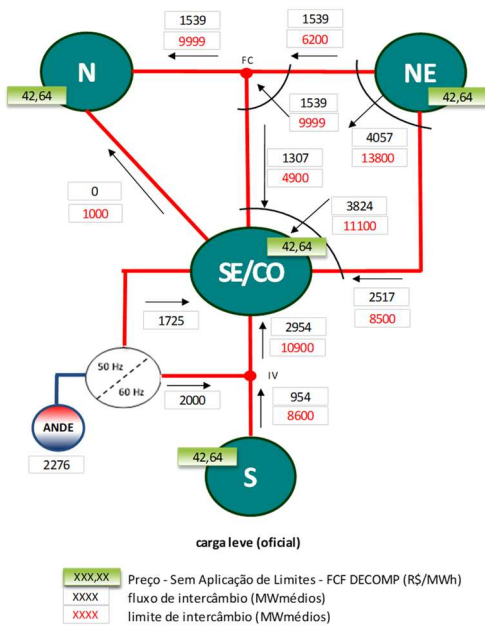 1539
9999
1539
6200
FC
N
NE
42,64
42,64
1539
9999
4057
13800
1307
4900
0
1000
3824
11100
42,64
SE/CO
1725
2517
8500
2954
10900
50 Hz
60 Hz
IV
2000
954
8600
ANDE
2276
42,64
S
carga leve (oficial)
XXX,XX Preço - Sem Aplicação de Limites - FCF DECOMP (R$/MWh)
XXXX fluxo de intercâmbio (MWmédios)
XXXX limite de intercâmbio (MWmédios)